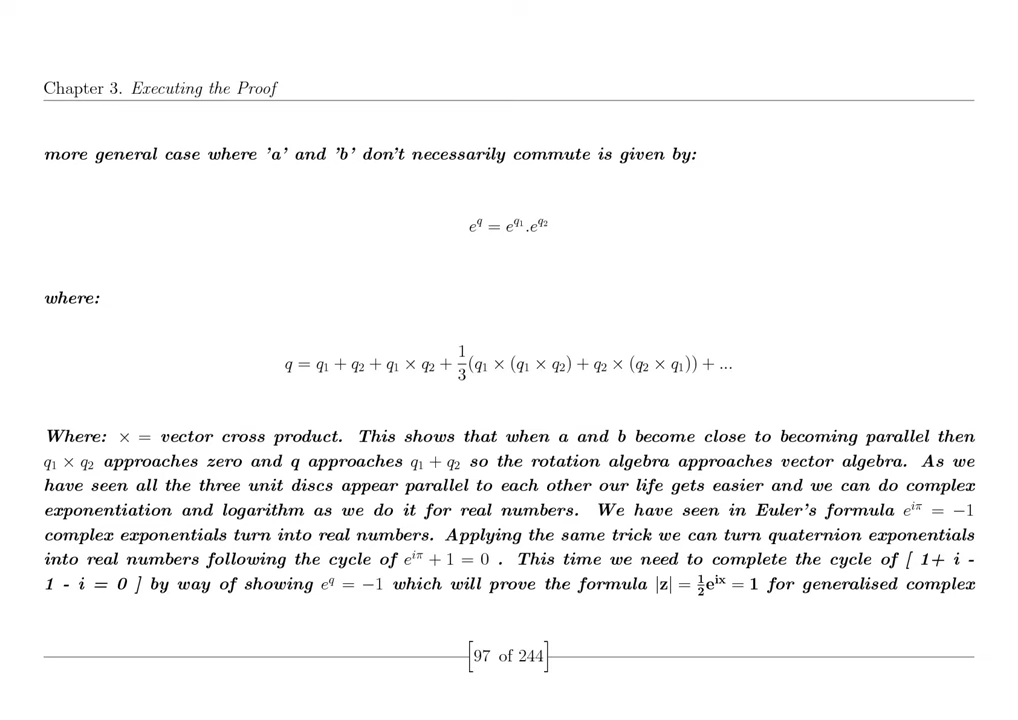 Chapter 3. Executing the Proof
more general case where 'a' and 'b' don't necessarily commute is given by:
e^q = e^{q_1}.e^{q_2}
where:
q = q_1 + q_2 + q_1 × q_2 + \frac{1}{3}(q_1 × (q_1 × q_2) + q_2 × (q_2 × q_1)) + ...
Where: × = vector cross product. This shows that when a and b become close to becoming parallel then
q_1 × q_2 approaches zero and q approaches q_1 + q_2 so the rotation algebra approaches vector algebra. As we
have seen all the three unit discs appear parallel to each other our life gets easier and we can do complex
exponentiation and logarithm as we do it for real numbers. We have seen in Euler's formula e^{iπ} = −1
complex exponentials turn into real numbers. Applying the same trick we can turn quaternion exponentials
into real numbers following the cycle of e^{iπ} + 1 = 0 . This time we need to complete the cycle of [ 1+ i -
1 - i = 0 ] by way of showing e^q = −1 which will prove the formula |z| = \frac{1}{2}e^{ix} = 1 for generalised complex
[97 of 244]